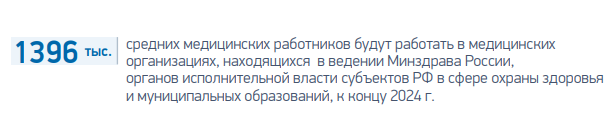 1396 тыс.
средних медицинских работников будут работать в медицинских
организациях, находящихся в ведении Минздрава России,
органов исполнительной власти субъектов РФ в сфере охраны здоровья
и муниципальных образований, к концу 2024 г.